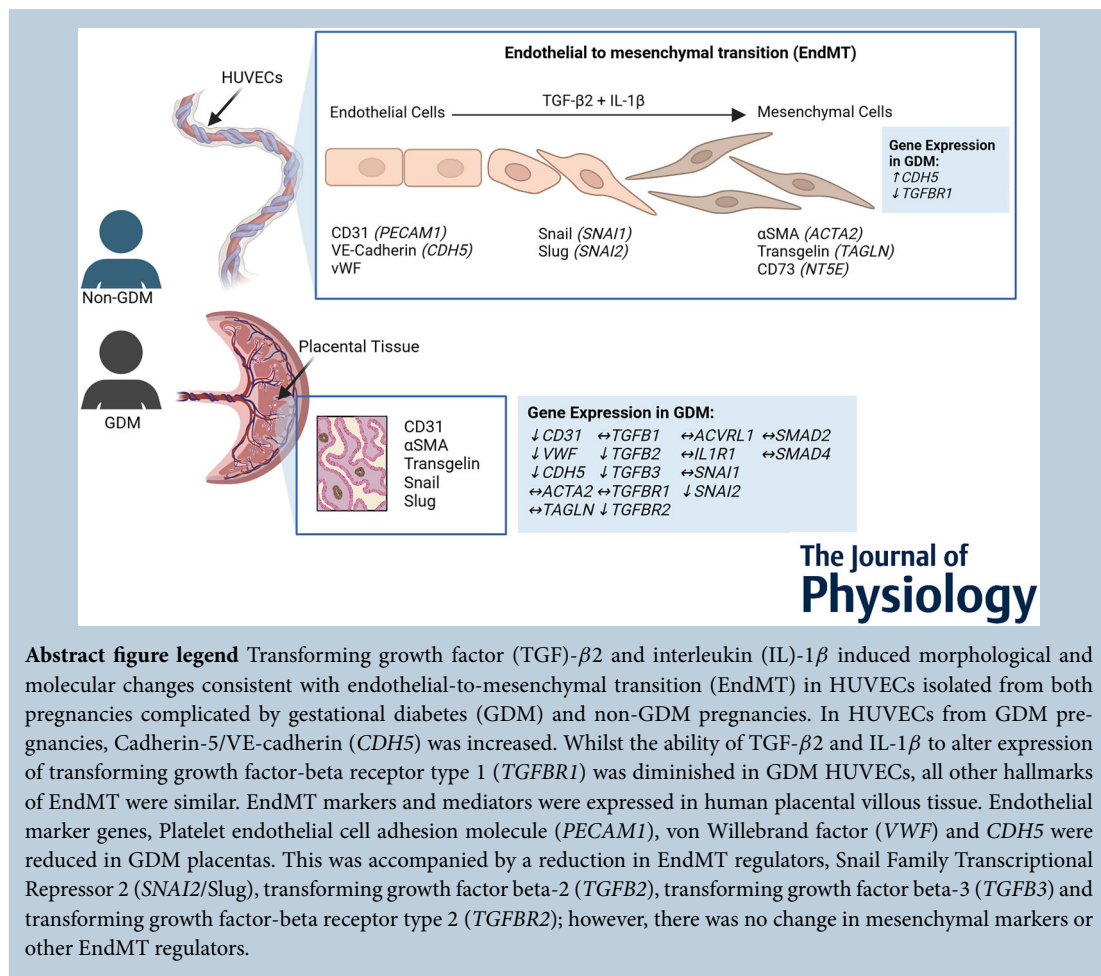 Endothelial to mesenchymal transition (EndMT)
HUVECs
TGF-β2 + IL-1β
Endothelial Cells
Mesenchymal Cells
Gene Expression
in GDM:
↑CDH5
↓TGFBR1
CD31 (PECAM1)
VE-Cadherin (CDH5)
vWF
Snail (SNAI1)
Slug (SNAI2)
αSMA (ACTA2)
Transgelin (TAGLN)
CD73 (NT5E)
Non-GDM
GDM
Placental Tissue
CD31
αSMA
Transgelin
Snail
Slug
Gene Expression in GDM:
↓CD31 ↔TGFB1 ↔ACVRL1 ↔SMAD2
↓VWF ↓TGFB2 ↔IL1R1 ↔SMAD4
↓CDH5 ↓TGFB3 ↔SNAI1
↔ACTA2 ↔TGFBR1 ↓SNAI2
↔TAGLN ↓TGFBR2
The Journal of
Physiology
Abstract figure legend Transforming growth factor (TGF)-β2 and interleukin (IL)-1β induced morphological and
molecular changes consistent with endothelial-to-mesenchymal transition (EndMT) in HUVECs isolated from both
pregnancies complicated by gestational diabetes (GDM) and non-GDM pregnancies. In HUVECs from GDM pre-
gnancies, Cadherin-5/VE-cadherin (CDH5) was increased. Whilst the ability of TGF-β2 and IL-1β to alter expression
of transforming growth factor-beta receptor type 1 (TGFBR1) was diminished in GDM HUVECs, all other hallmarks
of EndMT were similar. EndMT markers and mediators were expressed in human placental villous tissue. Endothelial
marker genes, Platelet endothelial cell adhesion molecule (PECAM1), von Willebrand factor (VWF) and CDH5 were
reduced in GDM placentas. This was accompanied by a reduction in EndMT regulators, Snail Family Transcriptional
Repressor 2 (SNAI2/Slug), transforming growth factor beta-2 (TGFB2), transforming growth factor beta-3 (TGFB3) and
transforming growth factor-beta receptor type 2 (TGFBR2); however, there was no change in mesenchymal markers or
other EndMT regulators.